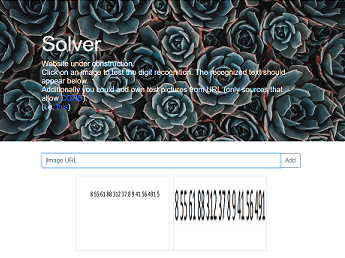 Solver
Website under construction.
Click on an image to test the digit recognition. The recognized text should
appear below.
Additionally you could add own test pictures from URL (only sources that
allow CORS)
Image URL
Add
8 55 61 88 312 37 8 9 41 56 491 5
8 55 61 88 312 37 8 9 41 56 491